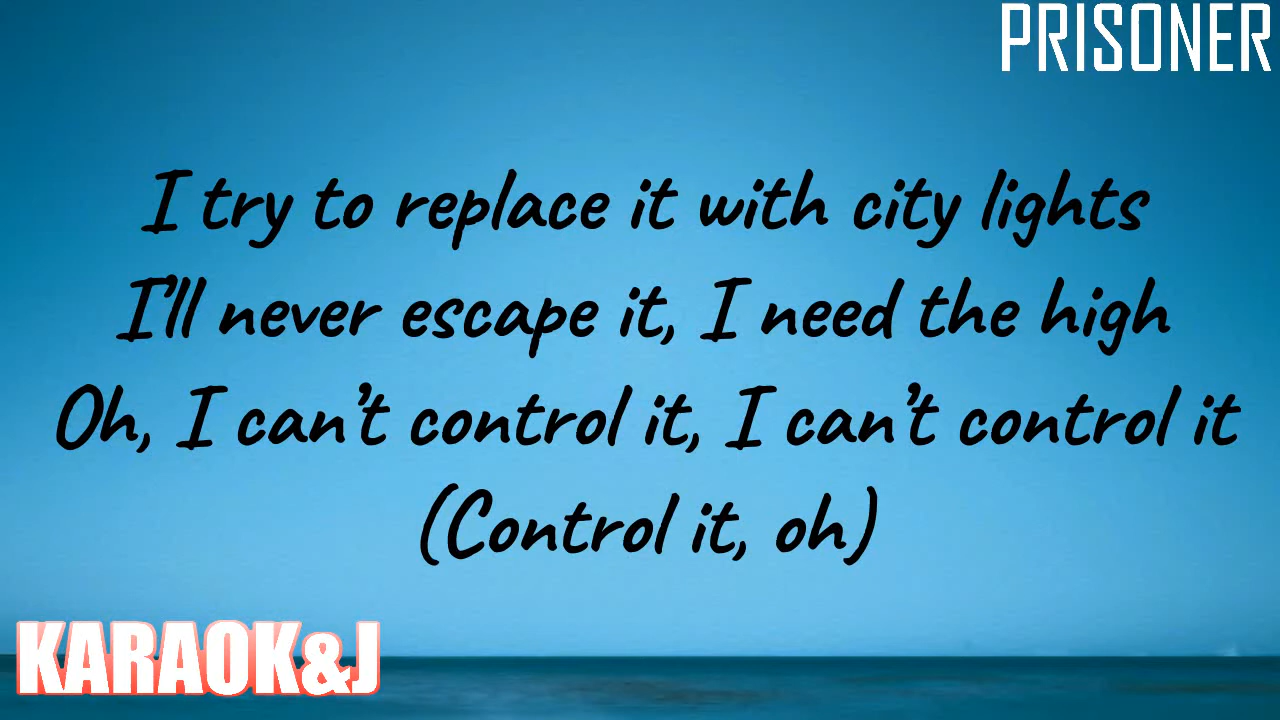 PRISONER
I try to replace it with city lights
I'll never escape it, I need the high
Oh, I can't control it, I can't control it
(Control it, oh)
KARAOK&J